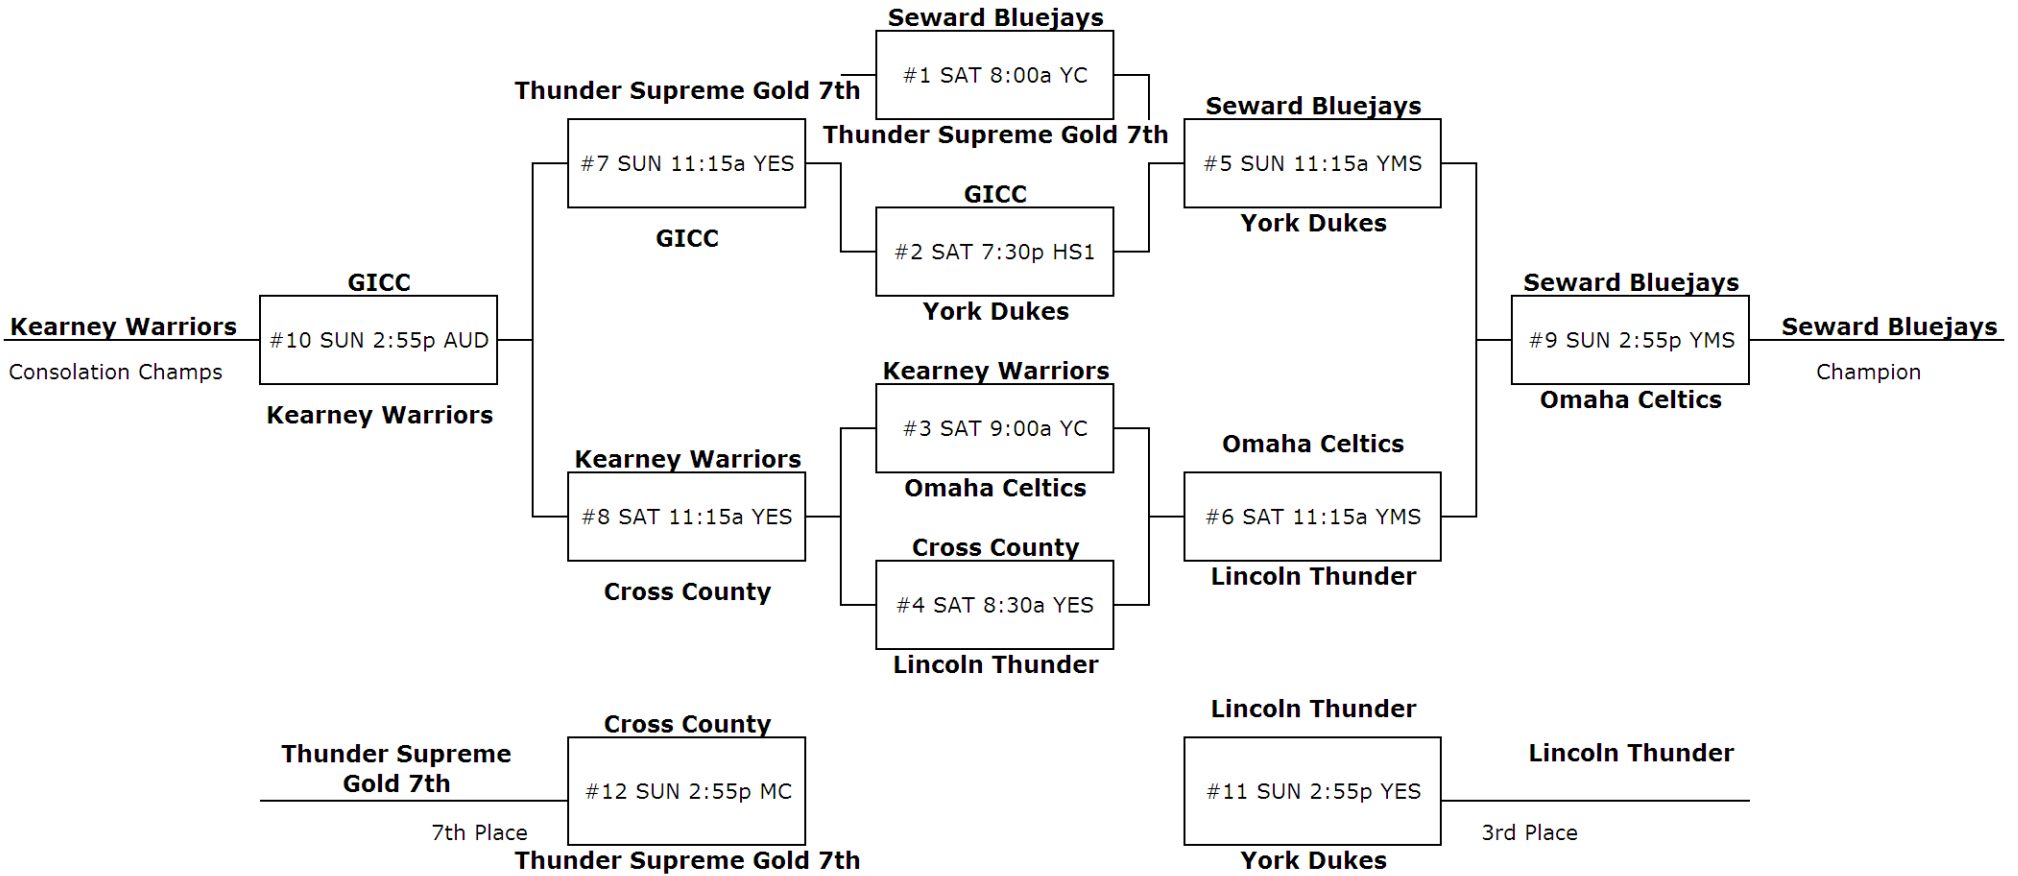 Seward Bluejays
#1 SAT 8:00a YC
Thunder Supreme Gold 7th
Seward Bluejays
Thunder Supreme Gold 7th
#7 SUN 11:15a YES
#5 SUN 11:15a YMS
GICC
York Dukes
GICC
#2 SAT 7:30p HS1
GICC
Seward Bluejays
York Dukes
Kearney Warriors
Seward Bluejays
#10 SUN 2:55p AUD
#9 SUN 2:55p YMS
Consolation Champs
Kearney Warriors
Champion
Omaha Celtics
Kearney Warriors
#3 SAT 9:00a YC
Omaha Celtics
Kearney Warriors
Omaha Celtics
#8 SAT 11:15a YES
#6 SAT 11:15a YMS
Cross County
Lincoln Thunder
Cross County
#4 SAT 8:30a YES
Lincoln Thunder
Lincoln Thunder
Cross County
Thunder Supreme
Gold 7th
Lincoln Thunder
#12 SUN 2:55p MC
#11 SUN 2:55p YES
7th Place
3rd Place
Thunder Supreme Gold 7th
York Dukes